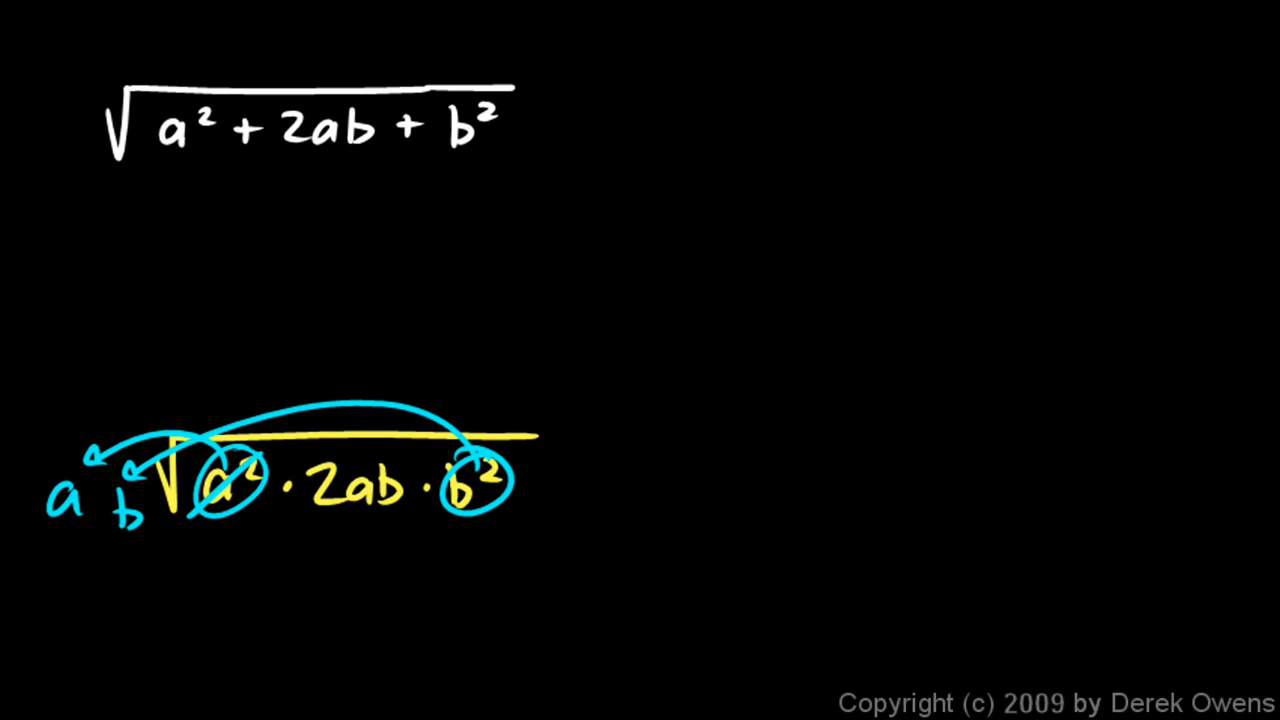 √(a² + 2ab + b²)
a b √(a² · 2ab · b²)
Copyright (c) 2009 by Derek Owens